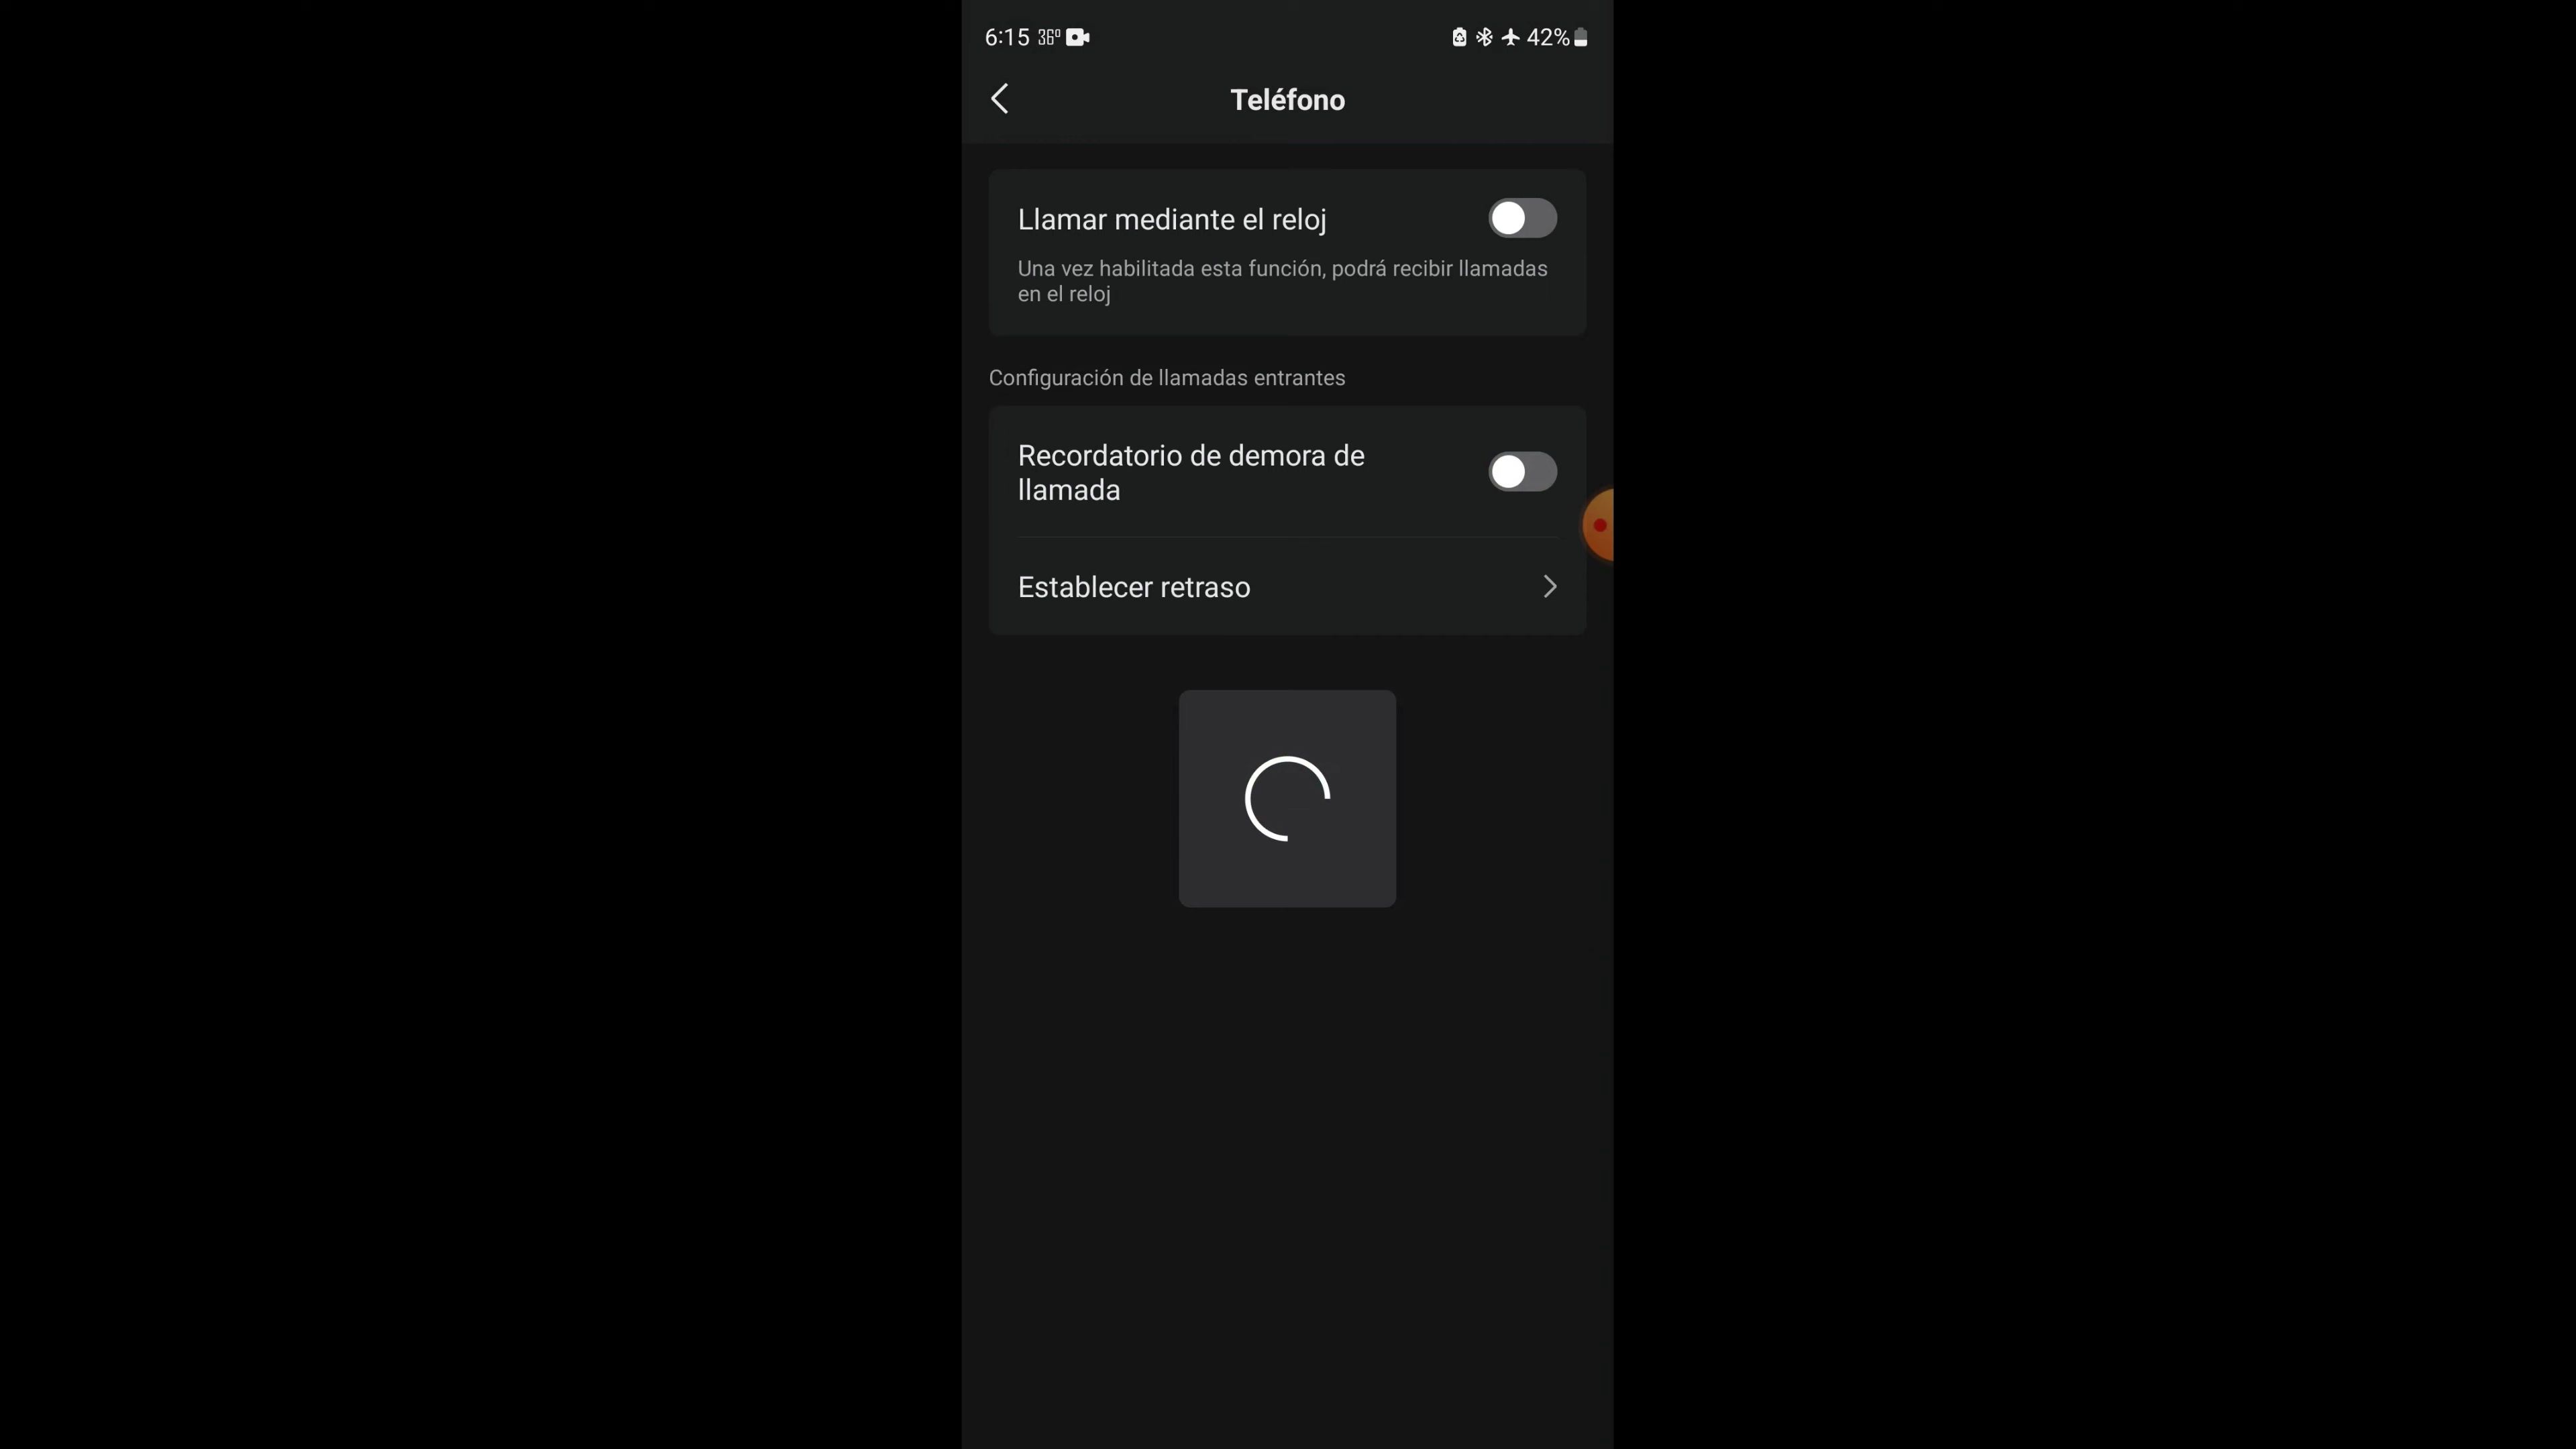 6:15 36º 42%
Teléfono
Llamar mediante el reloj
Una vez habilitada esta función, podrá recibir llamadas
en el reloj
Configuración de llamadas entrantes
Recordatorio de demora de
llamada
Establecer retraso